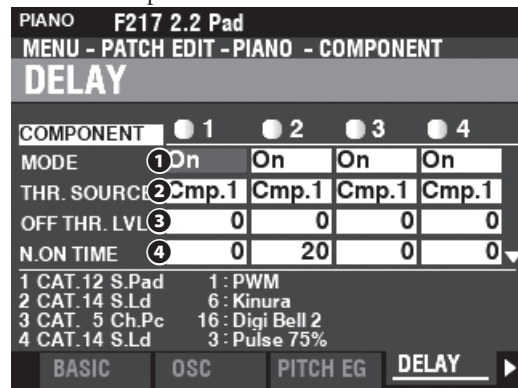 PIANO F217 2.2 Pad
MENU - PATCH EDIT - PIANO - COMPONENT
DELAY
COMPONENT 1 2 3 4
MODE 1 On On On On
THR. SOURCE 2 Cmp.1 Cmp.1 Cmp.1 Cmp.1
OFF THR. LVL 3 0 0 0 0
N.ON TIME 4 0 20 0 0
1 CAT.12 S.Pad 1 : PWM
2 CAT.14 S.Ld 6 : Kinura
3 CAT. 5 Ch.Pc 16 : Digi Bell 2
4 CAT.14 S.Ld 3 : Pulse 75%
BASIC OSC PITCH EG DELAY